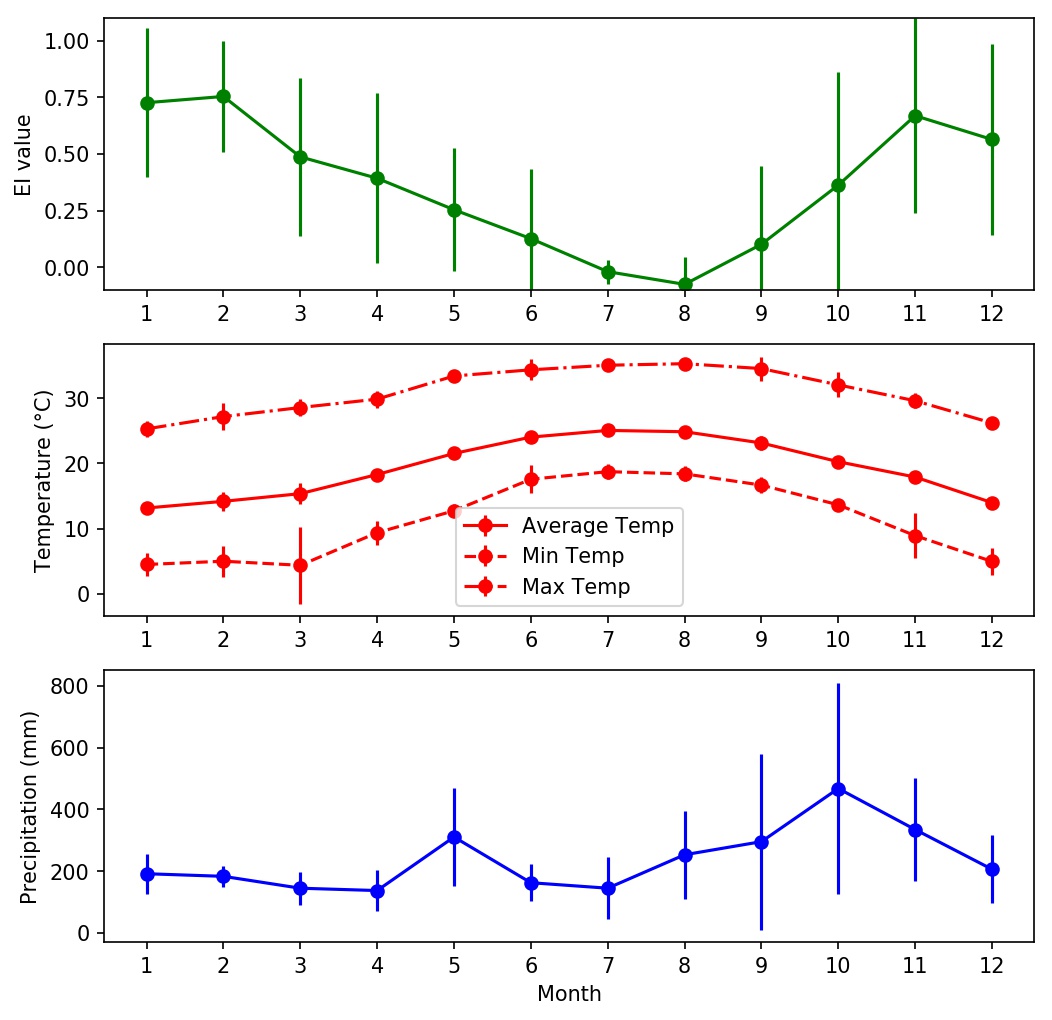 1.00
0.75
0.50
0.25
0.00
EI value
1 2 3 4 5 6 7 8 9 10 11 12
30
20
10
0
Temperature (°C)
Average Temp
Min Temp
Max Temp
1 2 3 4 5 6 7 8 9 10 11 12
800
600
400
200
0
Precipitation (mm)
1 2 3 4 5 6 7 8 9 10 11 12
Month